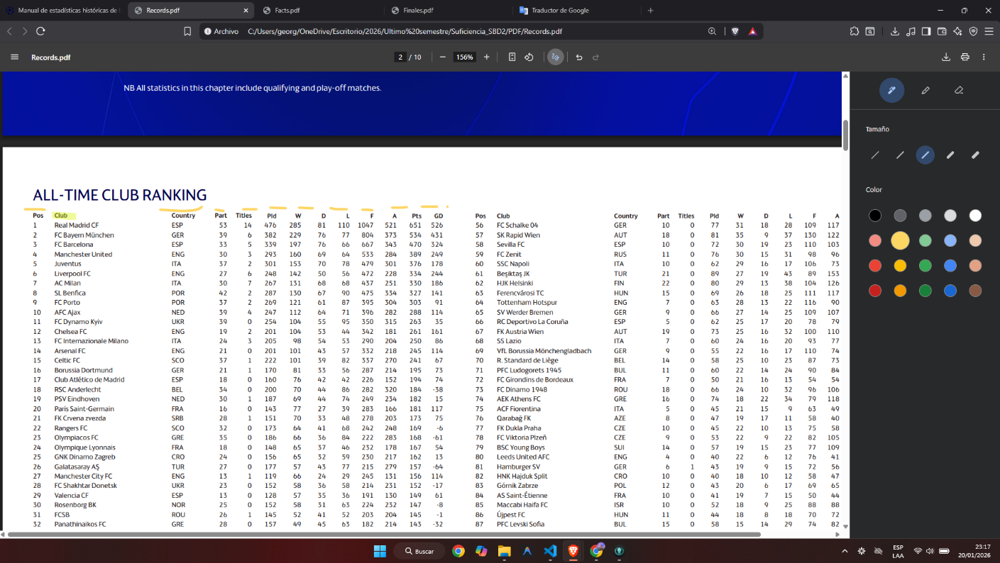 Manual de estadísticas históricas de
Records.pdf
Facts.pdf
Finales.pdf
Traductor de Google
Archivo
C:/Users/georg/OneDrive/Escritorio/2026/Ultimo%20semestre/Suficiencia_SBD2/PDF/Records.pdf
Records.pdf
2 / 10
156%
NB All statistics in this chapter include qualifying and play-off matches.
ALL-TIME CLUB RANKING
Pos Club Country Part Titles Pld W D L F A Pts GD
1 Real Madrid CF ESP 53 14 476 285 81 110 1047 521 651 526
2 FC Bayern München GER 39 6 382 229 76 77 804 373 534 431
3 FC Barcelona ESP 33 5 339 197 76 66 667 343 470 324
4 Manchester United ENG 30 3 293 160 69 64 533 284 389 249
5 Juventus ITA 37 2 301 153 70 78 479 301 376 178
6 Liverpool FC ENG 27 6 248 142 50 56 472 228 334 244
7 AC Milan ITA 30 7 267 131 68 68 437 251 330 186
8 SL Benfica POR 42 2 287 130 67 90 475 334 327 141
9 FC Porto POR 37 2 269 121 61 87 395 304 303 91
10 AFC Ajax NED 39 4 247 112 64 71 396 282 288 114
11 FC Dynamo Kyiv UKR 39 0 254 104 55 95 350 315 263 35
12 Chelsea FC ENG 19 2 201 104 53 44 342 181 261 161
13 FC Internazionale Milano ITA 24 3 205 98 54 53 290 204 250 86
14 Arsenal FC ENG 21 0 201 101 43 57 332 218 245 114
15 Celtic FC SCO 37 1 222 101 39 82 337 270 241 67
16 Borussia Dortmund GER 21 1 170 81 33 56 287 214 195 73
17 Club Atlético de Madrid ESP 18 0 160 76 42 42 226 152 194 74
18 RSC Anderlecht BEL 34 0 200 70 44 86 282 320 184 -38
19 PSV Eindhoven NED 30 1 187 69 44 74 249 234 182 15
20 Paris Saint-Germain FRA 16 0 143 77 27 39 283 166 181 117
21 FK Crvena zvezda SRB 28 1 151 70 33 48 278 203 173 75
22 Rangers FC SCO 32 0 173 64 41 68 242 248 169 -6
23 Olympiacos FC GRE 35 0 186 66 36 84 222 283 168 -61
24 Olympique Lyonnais FRA 18 0 148 65 37 46 232 178 167 54
25 GNK Dinamo Zagreb CRO 24 0 156 65 32 59 230 217 162 13
26 Galatasaray AŞ TUR 27 0 177 57 43 77 215 279 157 -64
27 Manchester City FC ENG 13 1 119 66 24 29 245 131 156 114
28 FC Shakhtar Donetsk UKR 23 0 152 58 36 58 214 231 152 -17
29 Valencia CF ESP 13 0 128 57 35 36 191 130 149 61
30 Rosenborg BK NOR 25 0 152 58 31 63 224 232 147 -8
31 FCSB ROU 26 1 145 52 41 52 203 204 145 -1
32 Panathinaikos FC GRE 28 0 157 49 45 63 182 214 143 -32
Pos Club Country Part Titles Pld W D L F A
56 FC Schalke 04 GER 10 0 77 31 18 28 109 117
57 SK Rapid Wien AUT 18 0 81 35 9 37 130 122
58 Sevilla FC ESP 10 0 72 30 19 23 110 103
59 FC Zenit RUS 11 0 76 30 15 31 98 96
60 SSC Napoli ITA 10 0 62 29 16 17 106 73
61 Beşiktaş JK TUR 21 0 89 27 19 43 89 153
62 HJK Helsinki FIN 22 0 80 29 13 38 104 126
63 Ferencvárosi TC HUN 15 0 69 26 18 25 111 117
64 Tottenham Hotspur ENG 7 0 63 28 13 22 116 90
65 SV Werder Bremen GER 9 0 66 27 14 25 109 107
66 RC Deportivo La Coruña ESP 5 0 62 25 17 20 78 79
67 FK Austria Wien AUT 19 0 73 25 16 32 100 110
68 SS Lazio ITA 7 0 60 24 16 20 93 77
69 VfL Borussia Mönchengladbach GER 9 0 55 22 16 17 110 74
70 R. Standard de Liège BEL 14 0 58 25 10 23 87 73
71 PFC Ludogorets 1945 BUL 11 0 60 22 14 24 90 84
72 FC Girondins de Bordeaux FRA 7 0 50 21 16 13 54 54
73 FC Dinamo 1948 ROU 18 0 66 24 10 32 96 106
74 AEK Athens FC GRE 16 0 74 18 22 34 79 118
75 ACF Fiorentina ITA 5 0 45 21 15 9 63 49
76 Qarabağ FK AZE 8 0 47 19 17 11 58 40
77 FK Dukla Praha CZE 10 0 45 22 10 13 75 58
78 FC Viktoria Plzeň CZE 9 0 53 22 9 22 82 105
79 BSC Young Boys SUI 14 0 57 19 15 23 77 109
80 Leeds United AFC ENG 4 0 40 22 6 12 76 41
81 Hamburger SV GER 6 1 43 19 9 15 72 56
82 HNK Hajduk Split CRO 10 0 40 18 10 12 58 47
83 Górnik Zabrze POL 12 0 43 20 6 17 69 65
84 AS Saint-Étienne FRA 10 0 41 19 7 15 50 44
85 Maccabi Haifa FC ISR 10 0 52 18 9 25 88 88
86 Újpest FC HUN 11 0 44 18 8 18 70 72
87 PFC Levski Sofia BUL 15 0 58 15 14 29 74 82
Tamaño
Color
Buscar
ESP
LAA
23:17
20/01/2026